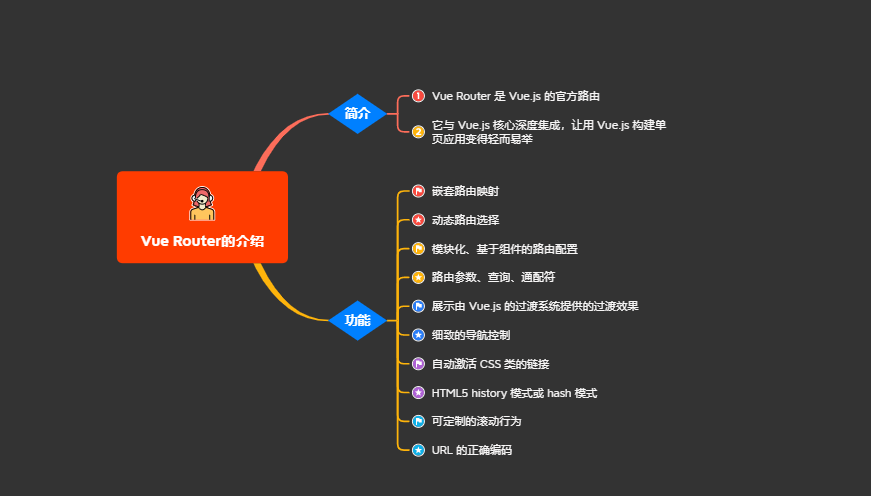 简介
1 Vue Router 是 Vue.js 的官方路由
2 它与 Vue.js 核心深度集成，让用 Vue.js 构建单
页应用变得轻而易举
Vue Router的介绍
功能
嵌套路由映射
动态路由选择
模块化、基于组件的路由配置
路由参数、查询、通配符
展示由 Vue.js 的过渡系统提供的过渡效果
细致的导航控制
自动激活 CSS 类的链接
HTML5 history 模式或 hash 模式
可定制的滚动行为
URL 的正确编码